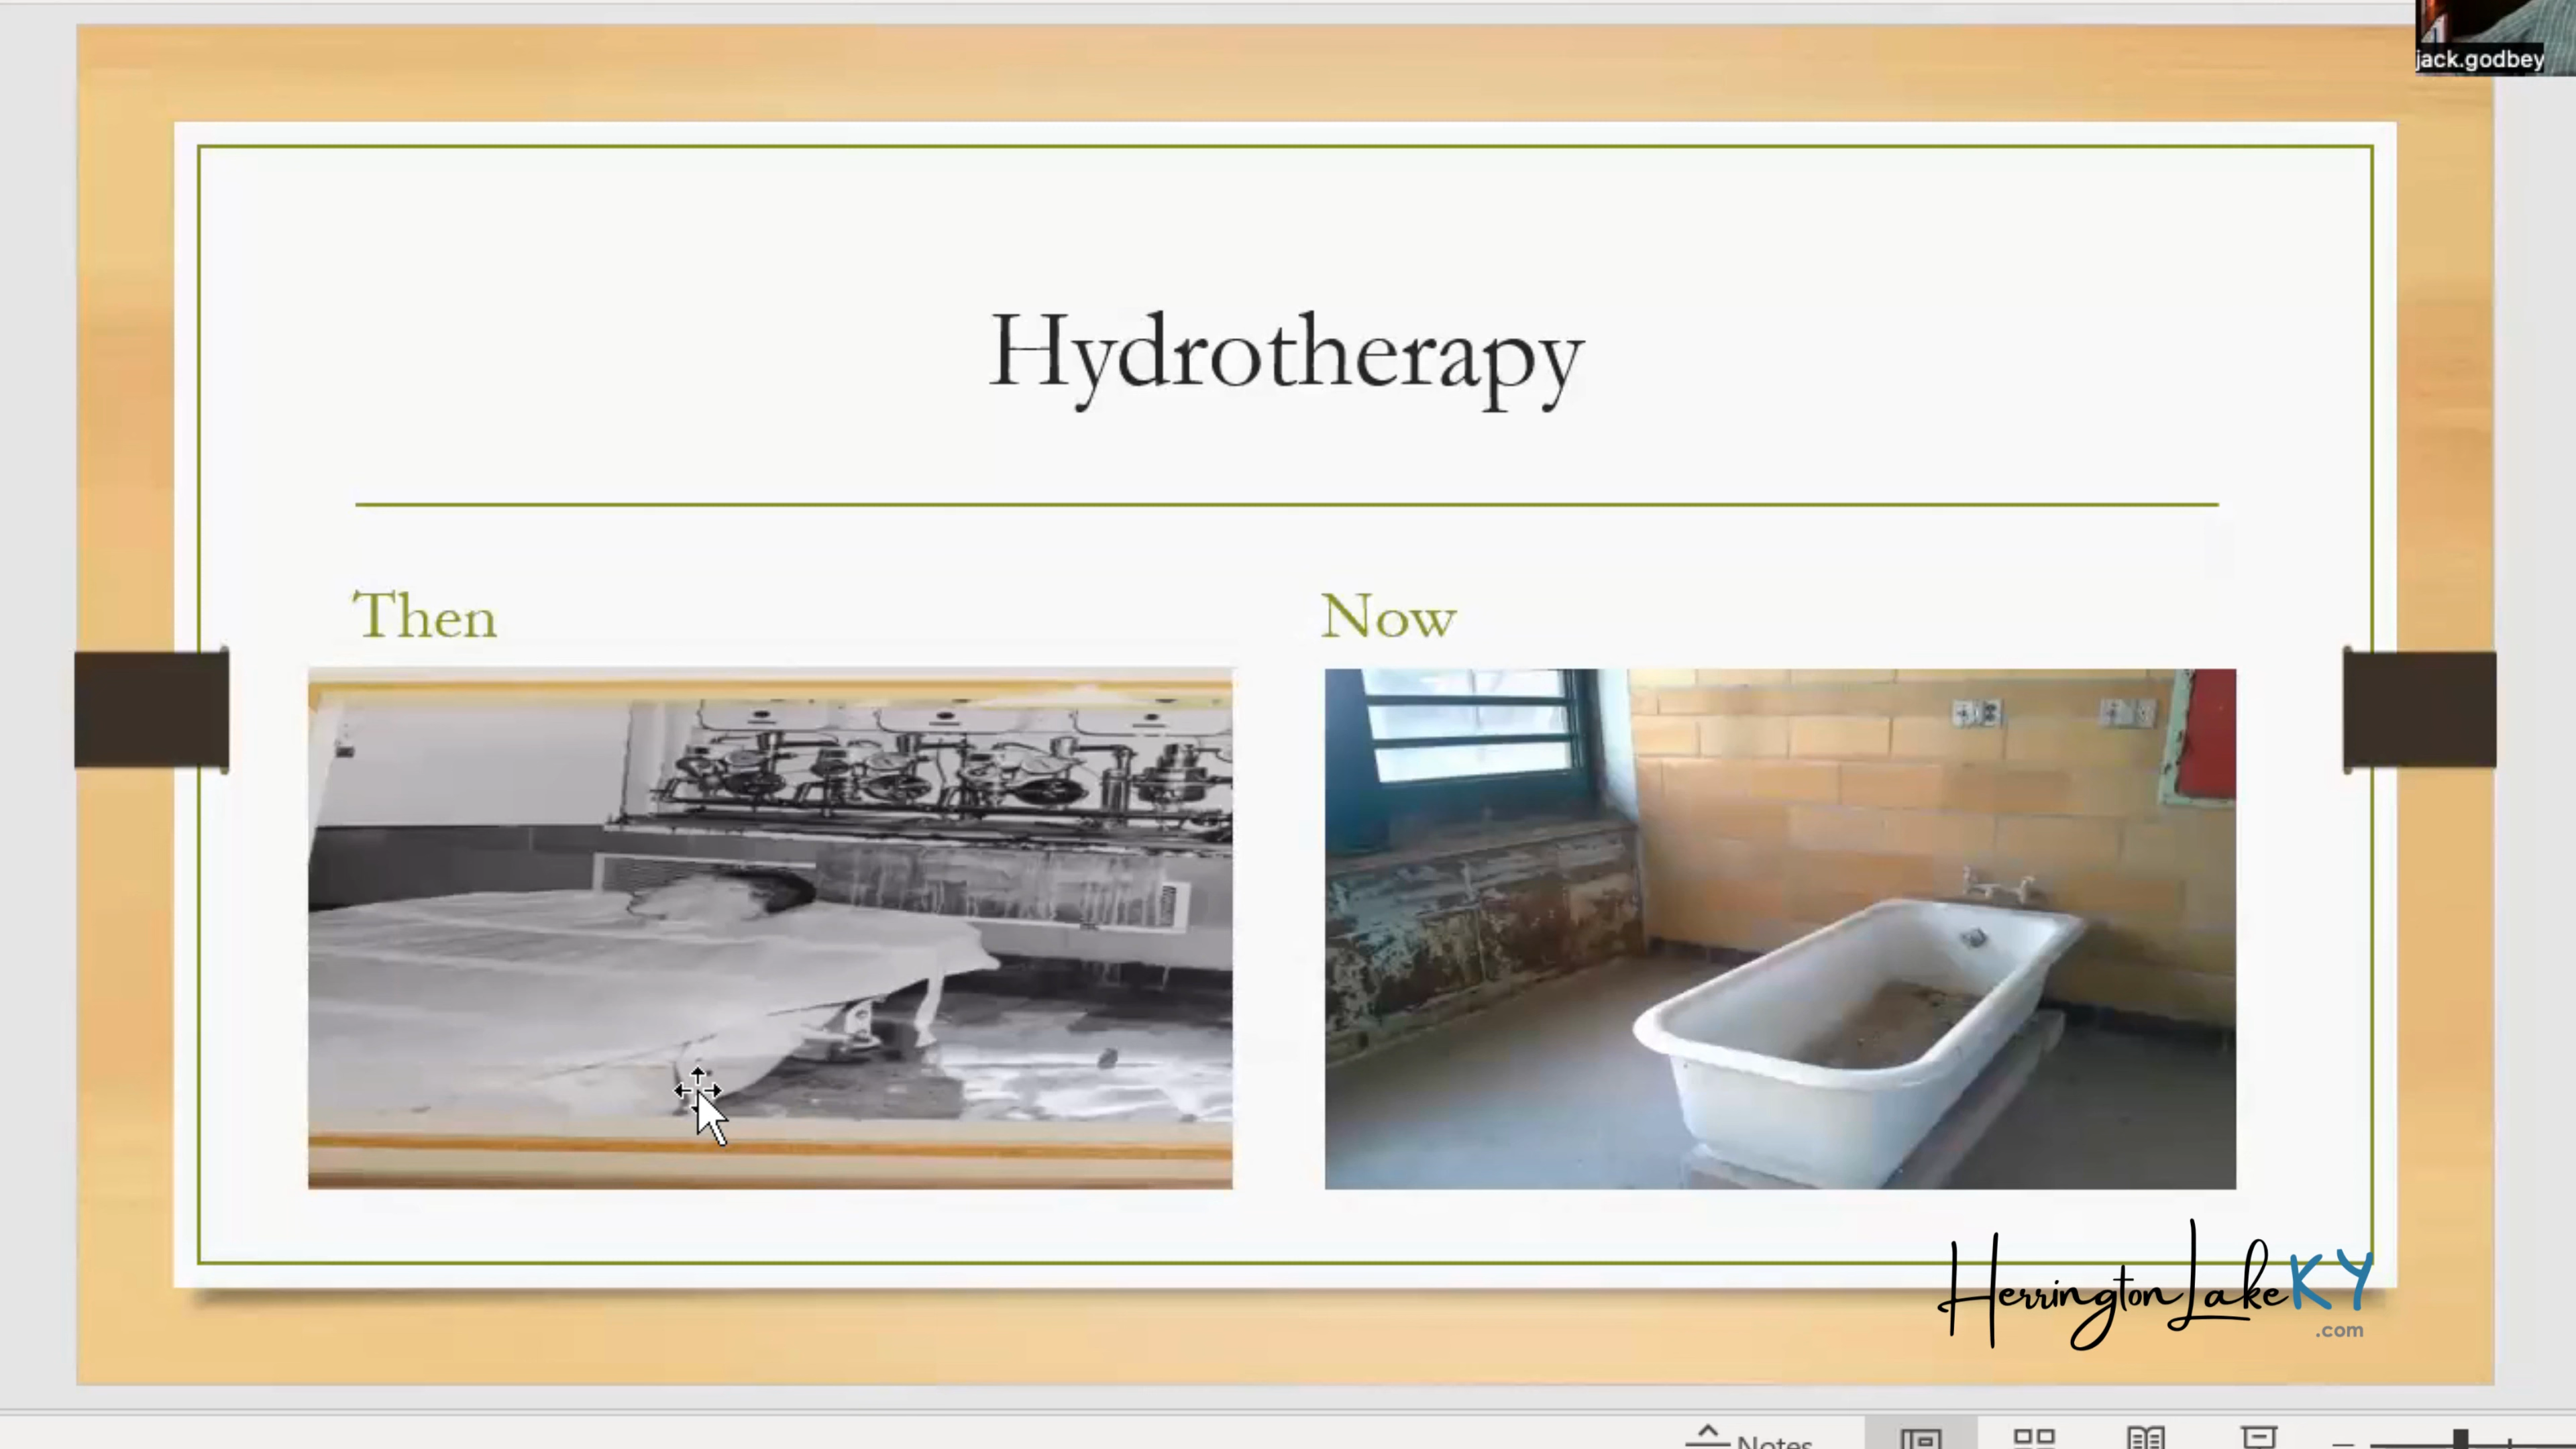 jack.godbey
Hydrotherapy
Then
Now
HerringtonLakeKY
.com
Notes